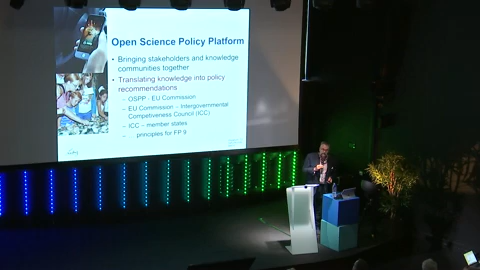 Open Science Policy Platform
• Bringing stakeholders and knowledge
communities together
• Translating knowledge into policy
recommendations
– OSPP - EU Commission
– EU Commission – Intergovernmental
Competiveness Council (ICC)
– ICC – member states
– principles for FP 9